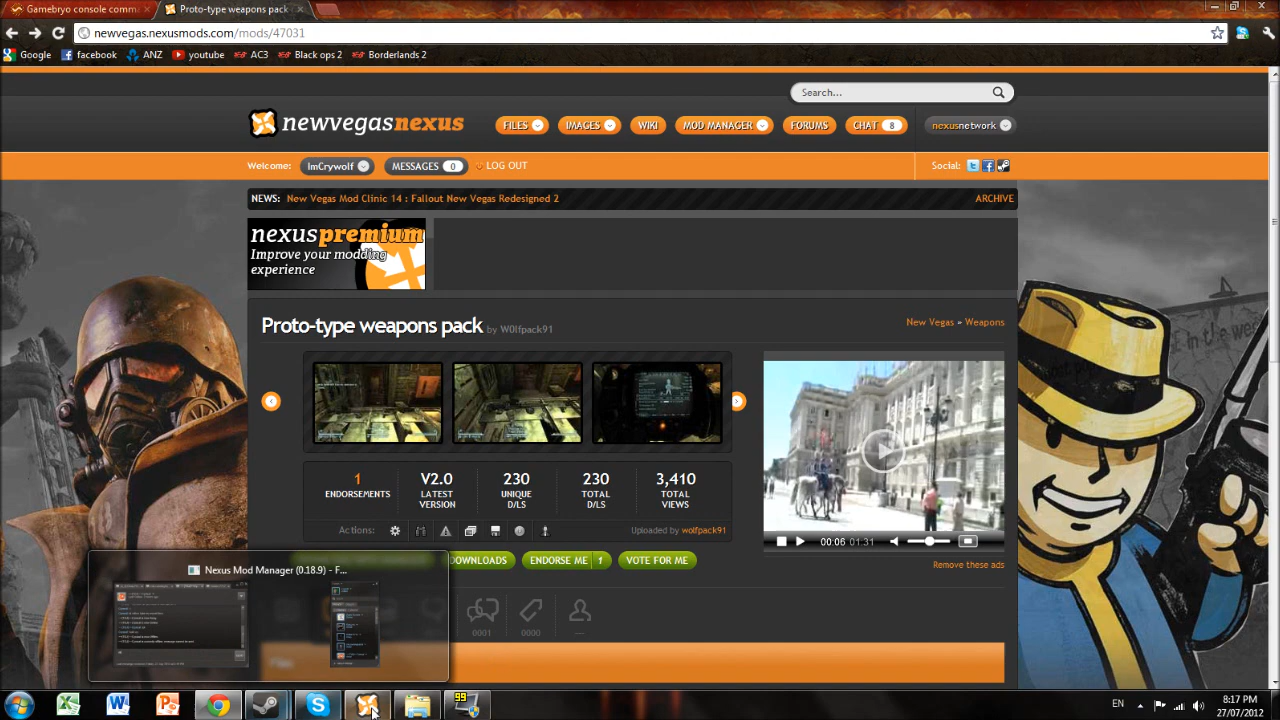 Gamebryo console comm
Proto-type weapons pack
newvegas.nexusmods.com/mods/47031
Google
facebook
ANZ
youtube
AC3
Black ops 2
Borderlands 2
Search...
newvegasnexus
FILES
IMAGES
WIKI
MOD MANAGER
FORUMS
CHAT 8
nexusnetwork
Welcome:
ImCrywolf
MESSAGES 0
LOG OUT
Social:
NEWS: New Vegas Mod Clinic 14 : Fallout New Vegas Redesigned 2
ARCHIVE
nexuspremium
Improve your modding
experience
Proto-type weapons pack by W0lfpack91
New Vegas » Weapons
1
ENDORSEMENTS
V2.0
LATEST
VERSION
230
UNIQUE
D/LS
230
TOTAL
D/LS
3,410
TOTAL
VIEWS
Actions:
Uploaded by wolfpack91
00:06 01:31
DOWNLOADS
ENDORSE ME 1
VOTE FOR ME
Remove these ads
Nexus Mod Manager (0.18.9) - F...
0001
0000
99
EN
8:17 PM
27/07/2012